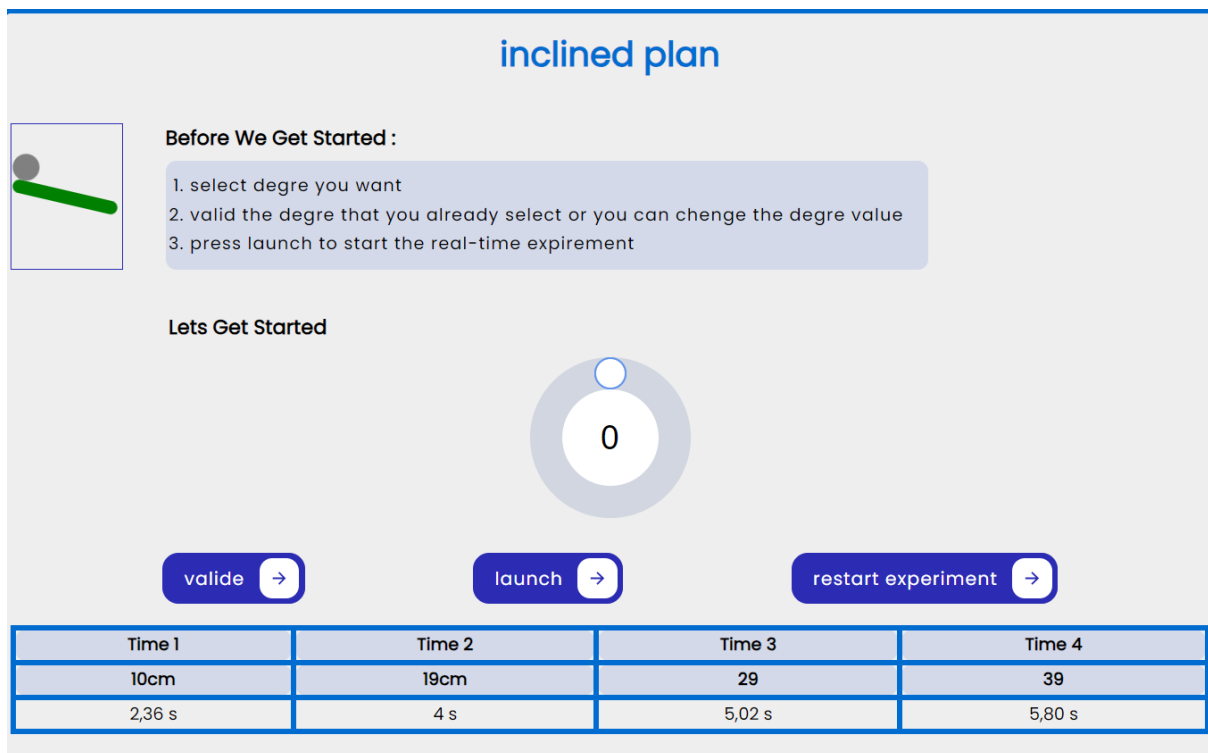 inclined plan
Before We Get Started :
1. select degre you want
2. valid the degre that you already select or you can chenge the degre value
3. press launch to start the real-time expirement
Lets Get Started
0
valide → launch → restart experiment →
Time 1 Time 2 Time 3 Time 4
10cm 19cm 29 39
2,36 s 4 s 5,02 s 5,80 s